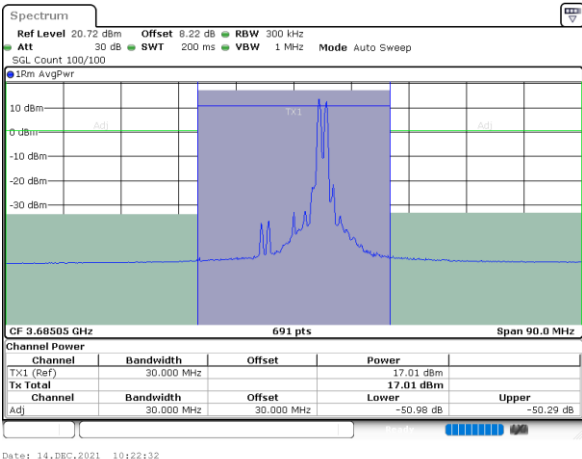 Spectrum
Ref Level 20.72 dBm Offset 8.22 dB RBW 300 kHz
Att 30 dB SWT 200 ms VBW 1 MHz Mode Auto Sweep
SGL Count 100/100
1Rm AvgPwr
10 dBm
TX1
Adj Adj
0 dBm
-10 dBm
-20 dBm
-30 dBm
CF 3.68505 GHz 691 pts Span 90.0 MHz
Channel Power
Channel Bandwidth Offset Power
TX1 (Ref) 30.000 MHz 17.01 dBm
Tx Total 17.01 dBm
Channel Bandwidth Offset Lower Upper
Adj 30.000 MHz 30.000 MHz -50.98 dB -50.29 dB
Ready
Date: 14.DEC.2021 10:22:32